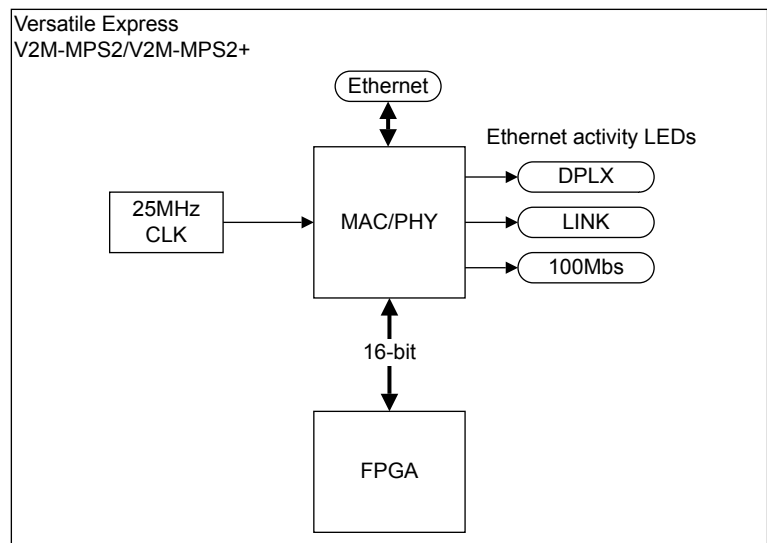 Versatile Express
V2M-MPS2/V2M-MPS2+
Ethernet
Ethernet activity LEDs
DPLX
25MHz
CLK
MAC/PHY
LINK
100Mbs
16-bit
FPGA